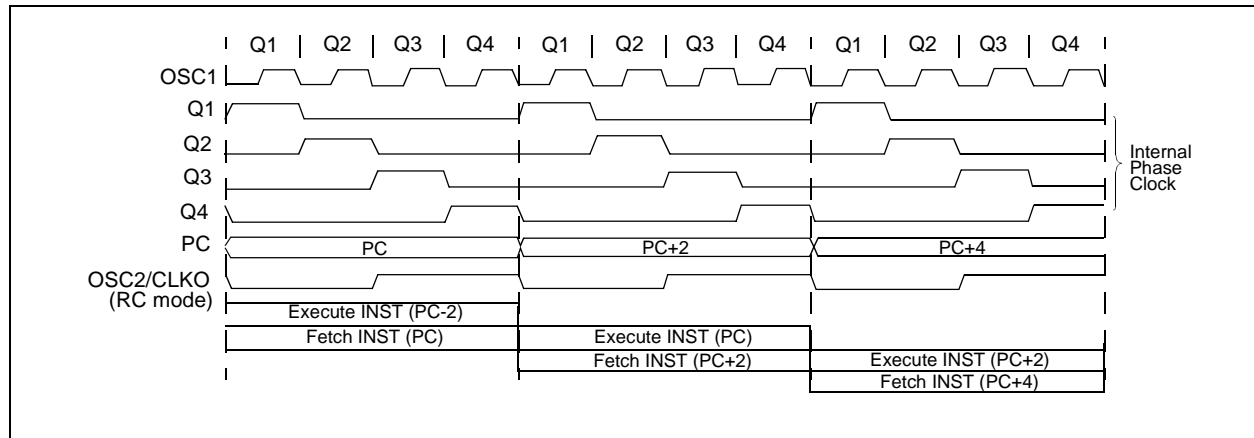 Q1 Q2 Q3 Q4 Q1 Q2 Q3 Q4 Q1 Q2 Q3 Q4
OSC1
Q1
Q2
Q3
Q4
Internal
Phase
Clock
PC PC PC+2 PC+4
OSC2/CLKO
(RC mode)
Execute INST (PC-2)
Fetch INST (PC) Execute INST (PC)
Fetch INST (PC+2) Execute INST (PC+2)
Fetch INST (PC+4)